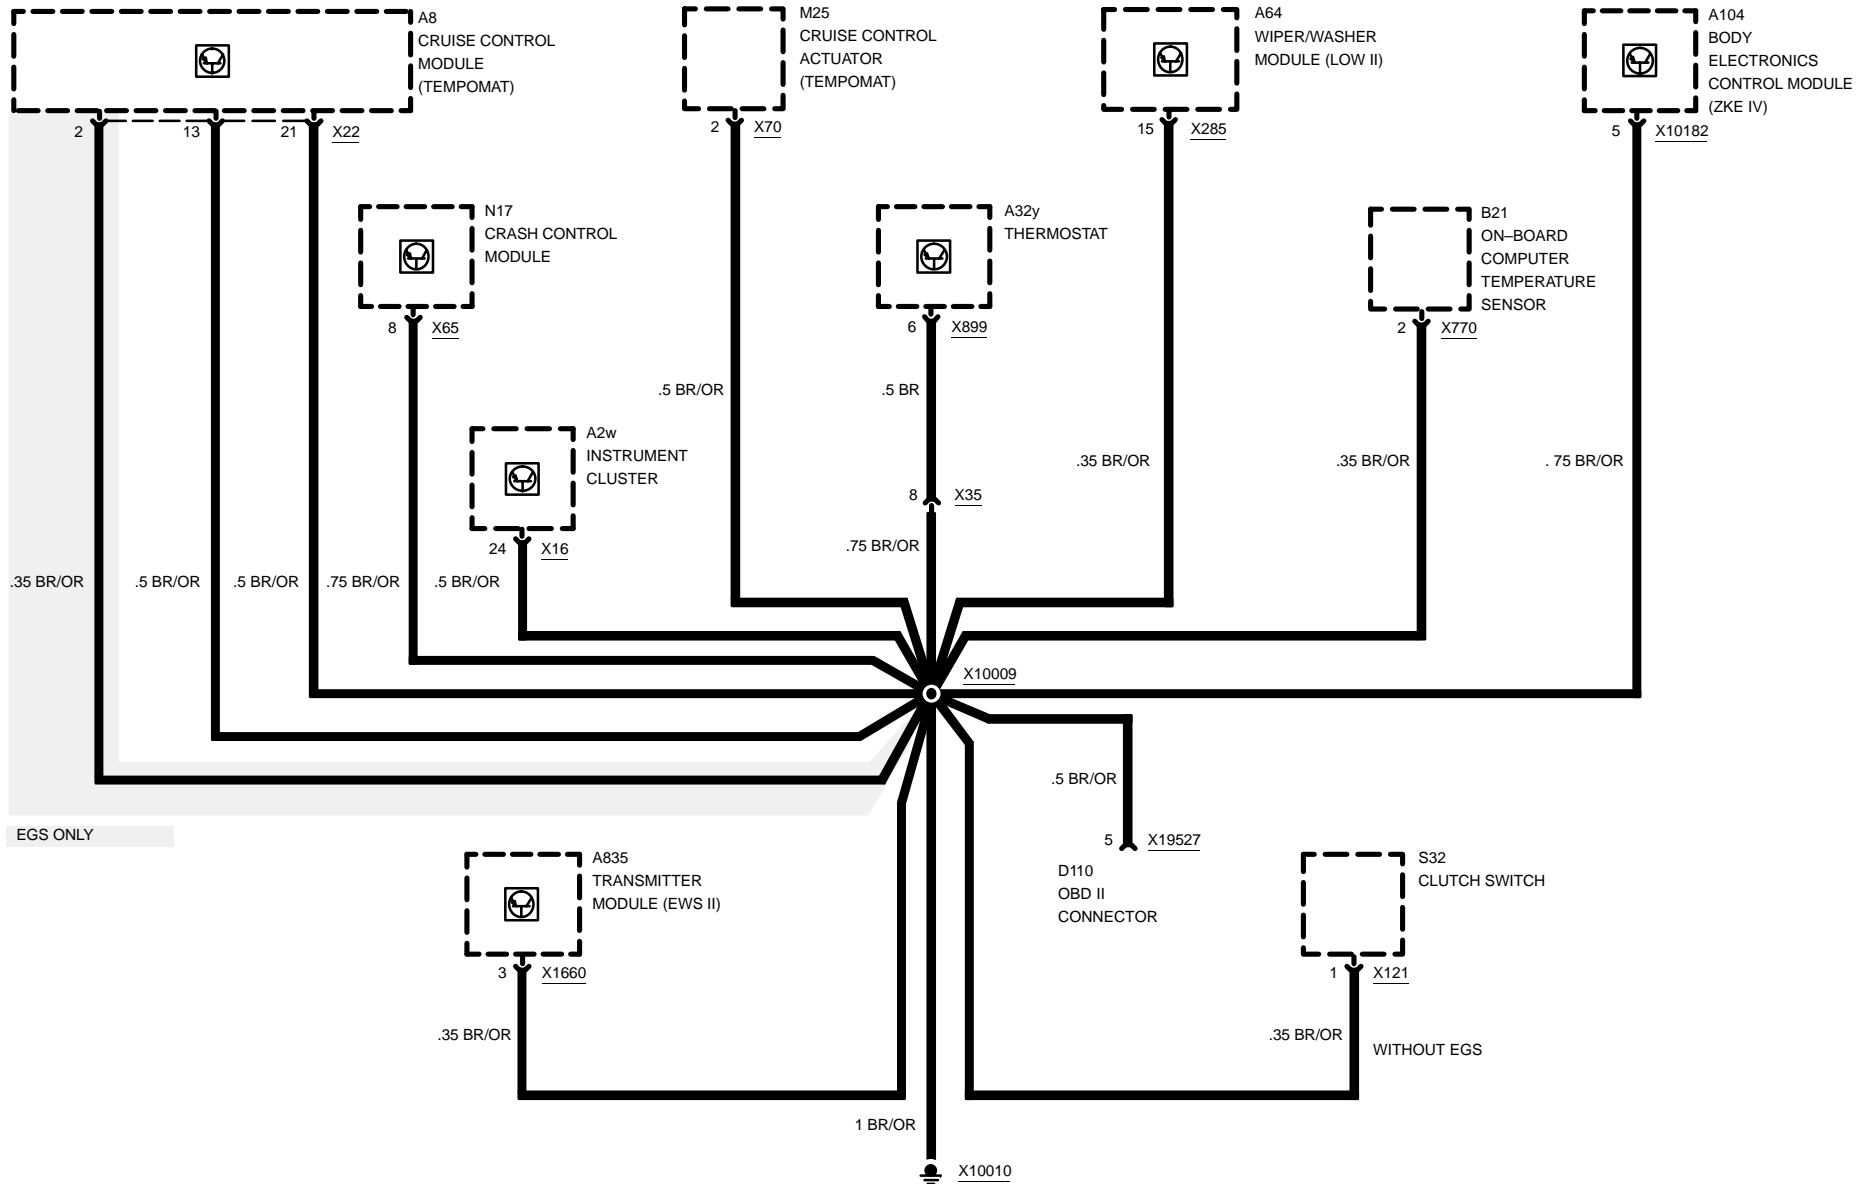 A8
CRUISE CONTROL
MODULE
(TEMPOMAT)
2
13
21
X22
M25
CRUISE CONTROL
ACTUATOR
(TEMPOMAT)
2
X70
A64
WIPER/WASHER
MODULE (LOW II)
15
X285
A104
BODY
ELECTRONICS
CONTROL MODULE
(ZKE IV)
5
X10182
N17
CRASH CONTROL
MODULE
8
X65
A32y
THERMOSTAT
6
X899
B21
ON–BOARD
COMPUTER
TEMPERATURE
SENSOR
2
X770
.5 BR/OR
.5 BR
.35 BR/OR
.35 BR/OR
. 75 BR/OR
A2w
INSTRUMENT
CLUSTER
24
X16
8
X35
.75 BR/OR
.35 BR/OR
.5 BR/OR
.5 BR/OR
.75 BR/OR
.5 BR/OR
X10009
.5 BR/OR
5
X19527
D110
OBD II
CONNECTOR
EGS ONLY
A835
TRANSMITTER
MODULE (EWS II)
3
X1660
.35 BR/OR
S32
CLUTCH SWITCH
1
X121
.35 BR/OR
WITHOUT EGS
1 BR/OR
X10010